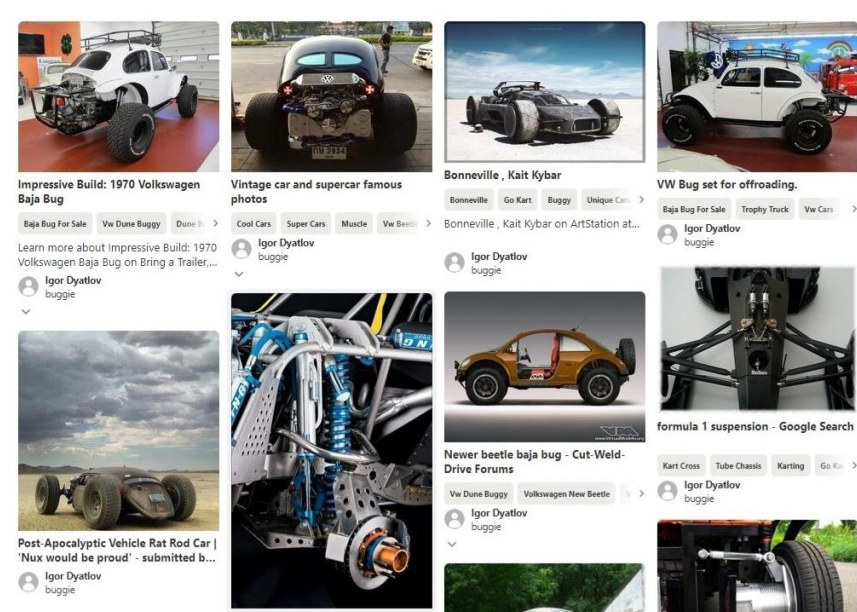 Impressive Build: 1970 Volkswagen
Baja Bug
Baja Bug For Sale
Vw Dune Buggy
Learn more about Impressive Build: 1970
Volkswagen Baja Bug on Bring a Trailer,...
Igor Dyatlov
buggie
Post-Apocalyptic Vehicle Rat Rod Car |
'Nux would be proud' - submitted b...
Igor Dyatlov
buggie
2934
Vintage car and supercar famous
photos
Cool Cars
Super Cars
Muscle
Igor Dyatlov
buggie
Bonneville , Kait Kybar
Bonneville
Go Kart
Buggy
Bonneville , Kait Kybar on ArtStation at...
Igor Dyatlov
buggie
Newer beetle baja bug - Cut-Weld-
Drive Forums
Vw Dune Buggy
Volkswagen New Beetle
Igor Dyatlov
buggie
VW Bug set for offroading.
Baja Bug For Sale
Trophy Truck
Vw Cars
Igor Dyatlov
buggie
formula 1 suspension - Google Search
Kart Cross
Tube Chassis
Karting
Igor Dyatlov
buggie